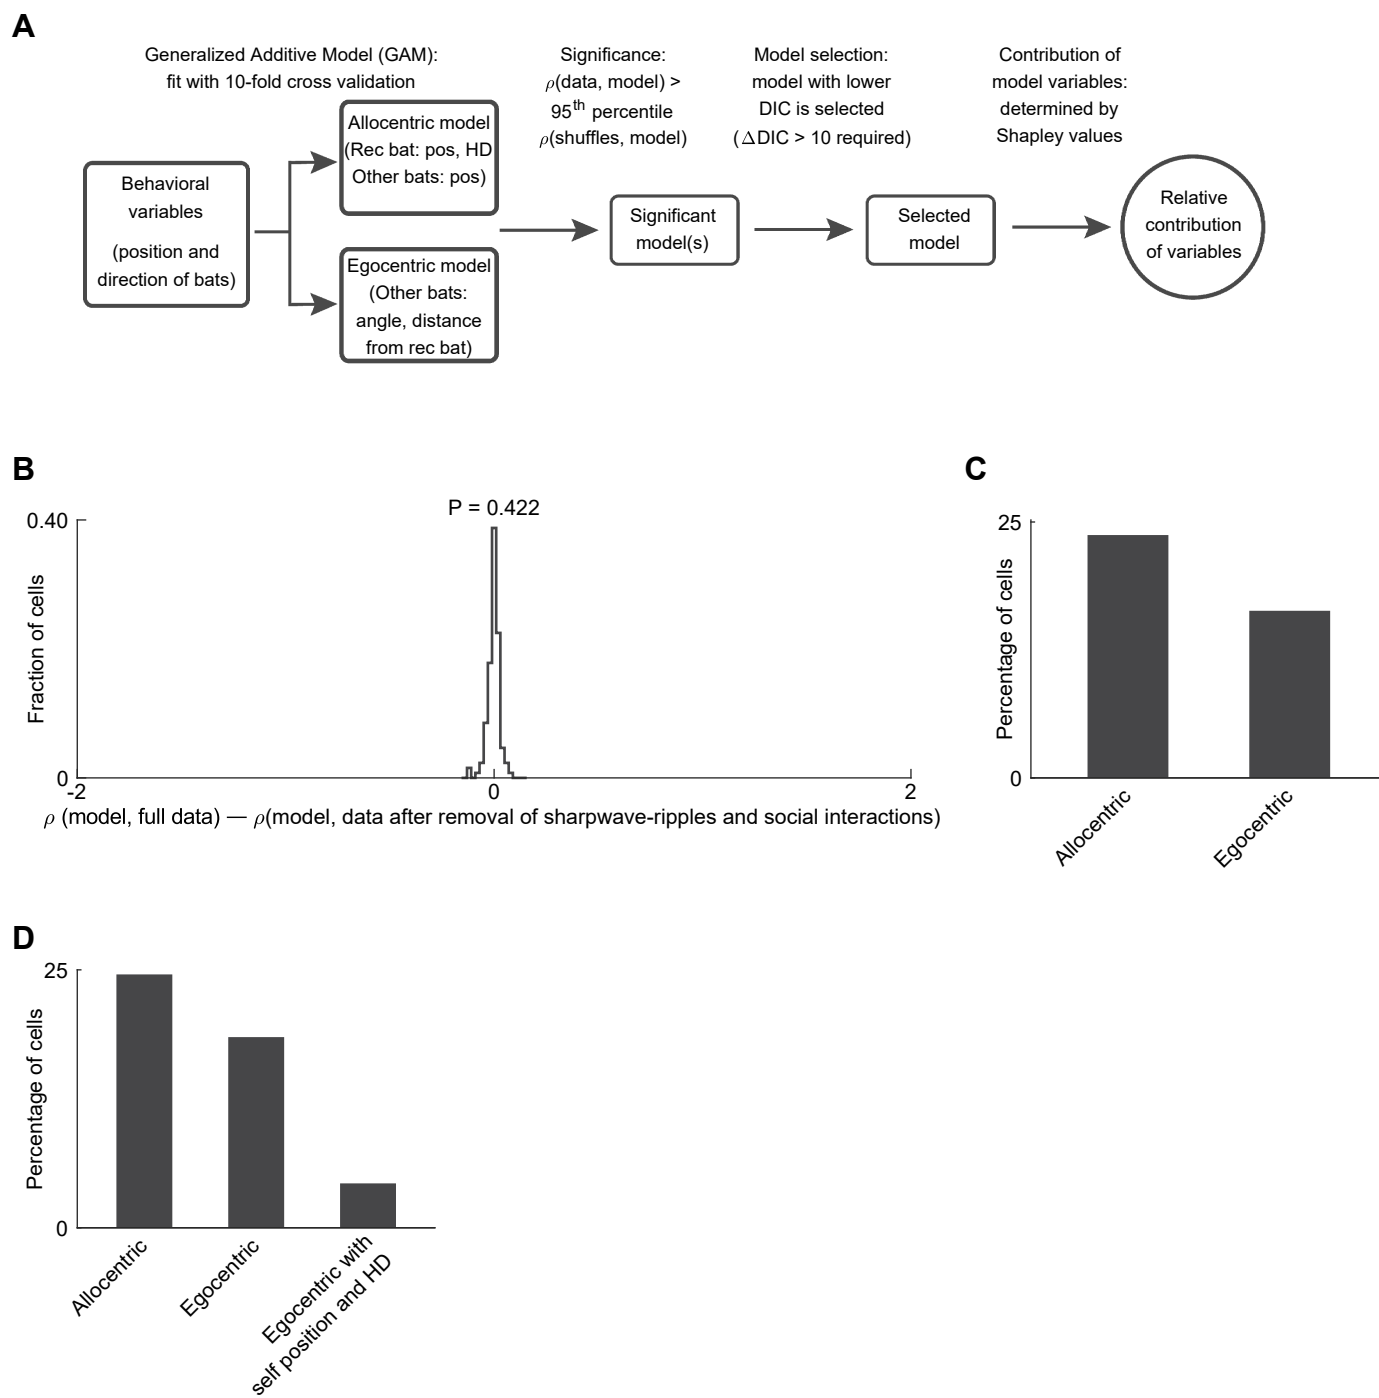 A
Generalized Additive Model (GAM):
fit with 10-fold cross validation
Significance:
ρ(data, model) >
95th percentile
ρ(shuffles, model)
Model selection:
model with lower
DIC is selected
(ΔDIC > 10 required)
Contribution of
model variables:
determined by
Shapley values
Behavioral
variables
(position and
direction of bats)
Allocentric model
(Rec bat: pos, HD
Other bats: pos)
Egocentric model
(Other bats:
angle, distance
from rec bat)
Significant
model(s)
Selected
model
Relative
contribution
of variables
B
P = 0.422
0.40
Fraction of cells
0
-2
0
2
ρ (model, full data) — ρ(model, data after removal of sharpwave-ripples and social interactions)
C
25
Percentage of cells
0
Allocentric
Egocentric
D
25
Percentage of cells
0
Allocentric
Egocentric
Egocentric with
self position and HD